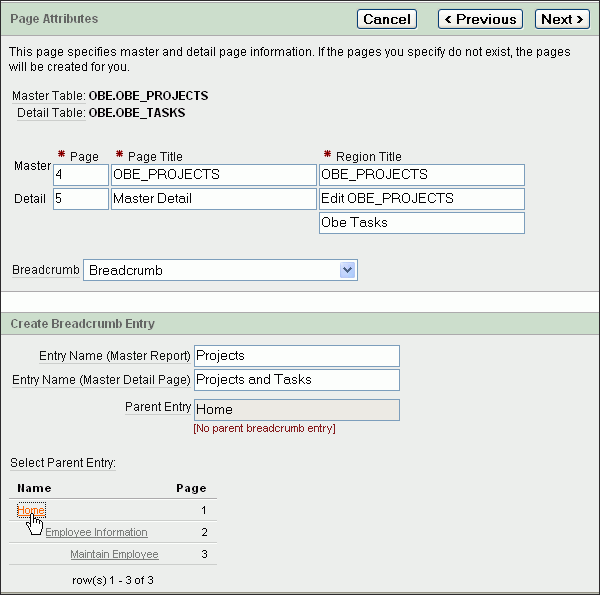 Page Attributes Cancel < Previous Next >
This page specifies master and detail page information. If the pages you specify do not exist, the pages
will be created for you.
Master Table: OBE.OBE_PROJECTS
Detail Table: OBE.OBE_TASKS
* Page * Page Title * Region Title
Master 4 OBE_PROJECTS OBE_PROJECTS
Detail 5 Master Detail Edit OBE_PROJECTS
Obe Tasks
Breadcrumb Breadcrumb
Create Breadcrumb Entry
Entry Name (Master Report) Projects
Entry Name (Master Detail Page) Projects and Tasks
Parent Entry Home
[No parent breadcrumb entry]
Select Parent Entry:
Name Page
Home 1
Employee Information 2
Maintain Employee 3
row(s) 1 - 3 of 3